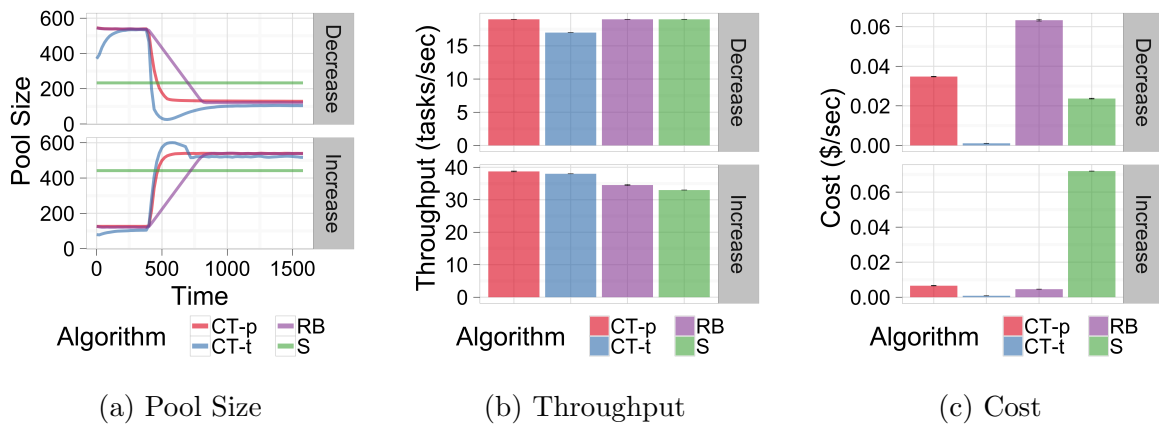 Pool Size
600
400
200
0
Decrease
600
400
200
0
Increase
0 500 1000 1500
Time
Algorithm
CT-p RB
CT-t S
(a) Pool Size
Throughput (tasks/sec)
15
10
5
0
Decrease
40
30
20
10
0
Increase
Algorithm
CT-p RB
CT-t S
(b) Throughput
Cost ($/sec)
0.06
0.04
0.02
0.00
Decrease
0.06
0.04
0.02
0.00
Increase
Algorithm
CT-p RB
CT-t S
(c) Cost